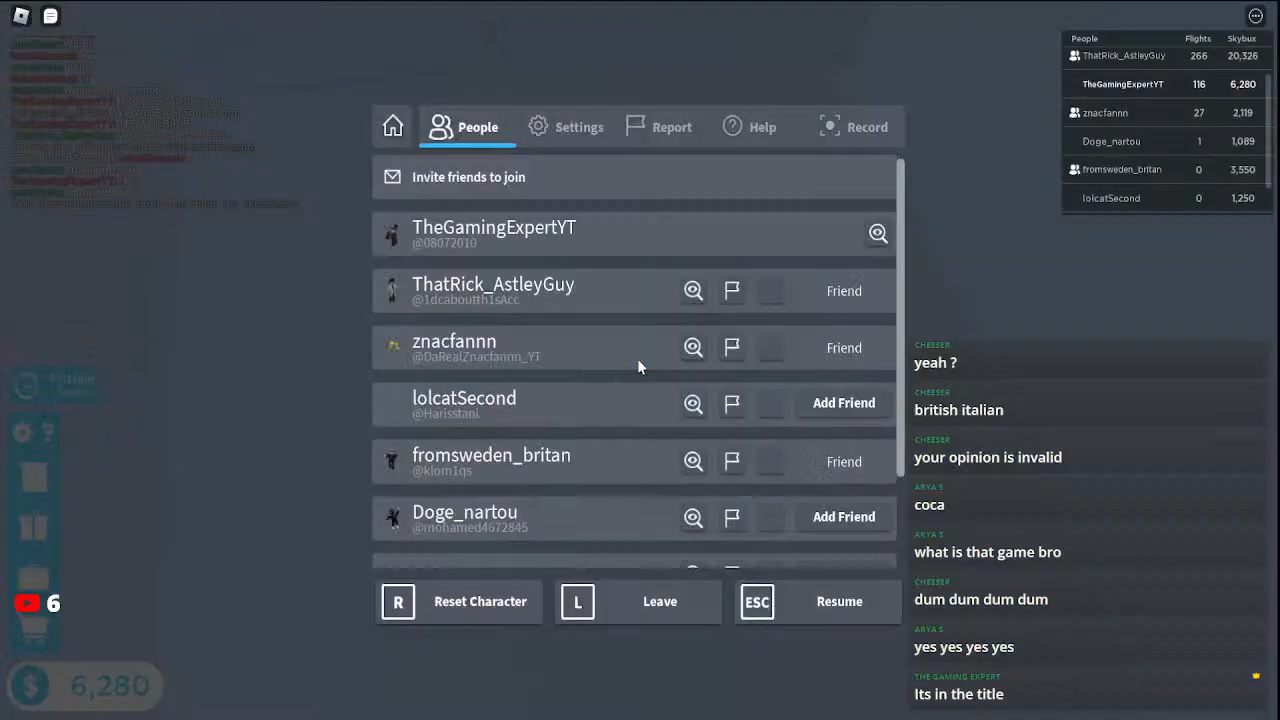 People Flights Skybux
ThatRick_AstleyGuy 266 20,326
TheGamingExpertYT 116 6,280
znacfannn 27 2,119
Doge_nartou 1 1,089
fromsweden_britan 0 3,550
lolcatSecond 0 1,250
People Settings Report Help Record
Invite friends to join
TheGamingExpertYT
@08072010
ThatRick_AstleyGuy
@1dcaboutth1sAcc
Friend
znacfannn
@DaRealZnacfannn_YT
Friend
lolcatSecond
@Harisstani
Add Friend
fromsweden_britan
@klom1qs
Friend
Doge_nartou
@mohamed4672845
Add Friend
R Reset Character
L Leave
ESC Resume
CHEESER
yeah ?
CHEESER
british italian
CHEESER
your opinion is invalid
ARYA S
coca
ARYA S
what is that game bro
CHEESER
dum dum dum dum
ARYA S
yes yes yes yes
THE GAMING EXPERT
Its in the title
?
6
$ 6,280